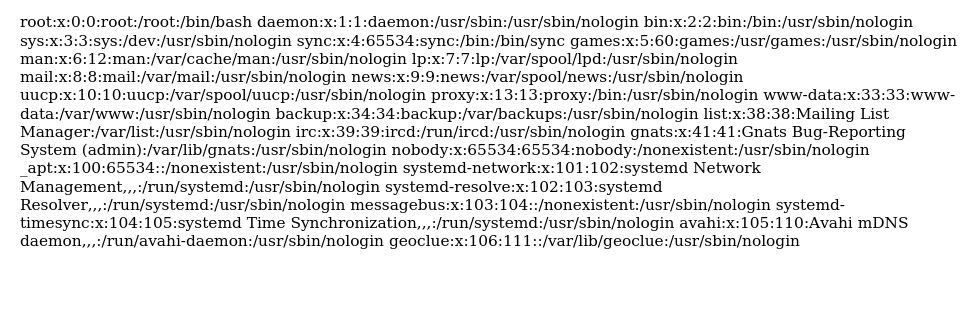 root:x:0:0:root:/root:/bin/bash daemon:x:1:1:daemon:/usr/sbin:/usr/sbin/nologin bin:x:2:2:bin:/bin:/usr/sbin/nologin
sys:x:3:3:sys:/dev:/usr/sbin/nologin sync:x:4:65534:sync:/bin:/bin/sync games:x:5:60:games:/usr/games:/usr/sbin/nologin
man:x:6:12:man:/var/cache/man:/usr/sbin/nologin lp:x:7:7:lp:/var/spool/lpd:/usr/sbin/nologin
mail:x:8:8:mail:/var/mail:/usr/sbin/nologin news:x:9:9:news:/var/spool/news:/usr/sbin/nologin
uucp:x:10:10:uucp:/var/spool/uucp:/usr/sbin/nologin proxy:x:13:13:proxy:/bin:/usr/sbin/nologin www-data:x:33:33:www-
data:/var/www:/usr/sbin/nologin backup:x:34:34:backup:/var/backups:/usr/sbin/nologin list:x:38:38:Mailing List
Manager:/var/list:/usr/sbin/nologin irc:x:39:39:ircd:/run/ircd:/usr/sbin/nologin gnats:x:41:41:Gnats Bug-Reporting
System (admin):/var/lib/gnats:/usr/sbin/nologin nobody:x:65534:65534:nobody:/nonexistent:/usr/sbin/nologin
_apt:x:100:65534::/nonexistent:/usr/sbin/nologin systemd-network:x:101:102:systemd Network
Management,,,:/run/systemd:/usr/sbin/nologin systemd-resolve:x:102:103:systemd
Resolver,,,:/run/systemd:/usr/sbin/nologin messagebus:x:103:104::/nonexistent:/usr/sbin/nologin systemd-
timesync:x:104:105:systemd Time Synchronization,,,:/run/systemd:/usr/sbin/nologin avahi:x:105:110:Avahi mDNS
daemon,,,:/run/avahi-daemon:/usr/sbin/nologin geoclue:x:106:111::/var/lib/geoclue:/usr/sbin/nologin